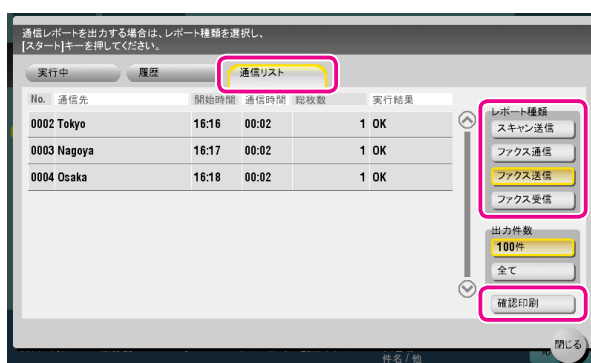 通信レポートを出力する場合は、レポート種類を選択し、
[スタート]キーを押してください。
実行中 履歴 通信リスト
No. 通信先 開始時間 通信時間 総枚数 実行結果
0002 Tokyo 16:16 00:02 1 OK
0003 Nagoya 16:17 00:02 1 OK
0004 Osaka 16:18 00:02 1 OK
レポート種類
スキャン送信
ファクス通信
ファクス送信
ファクス受信
出力件数
100件
全て
確認印刷
閉じる
件名 / 他